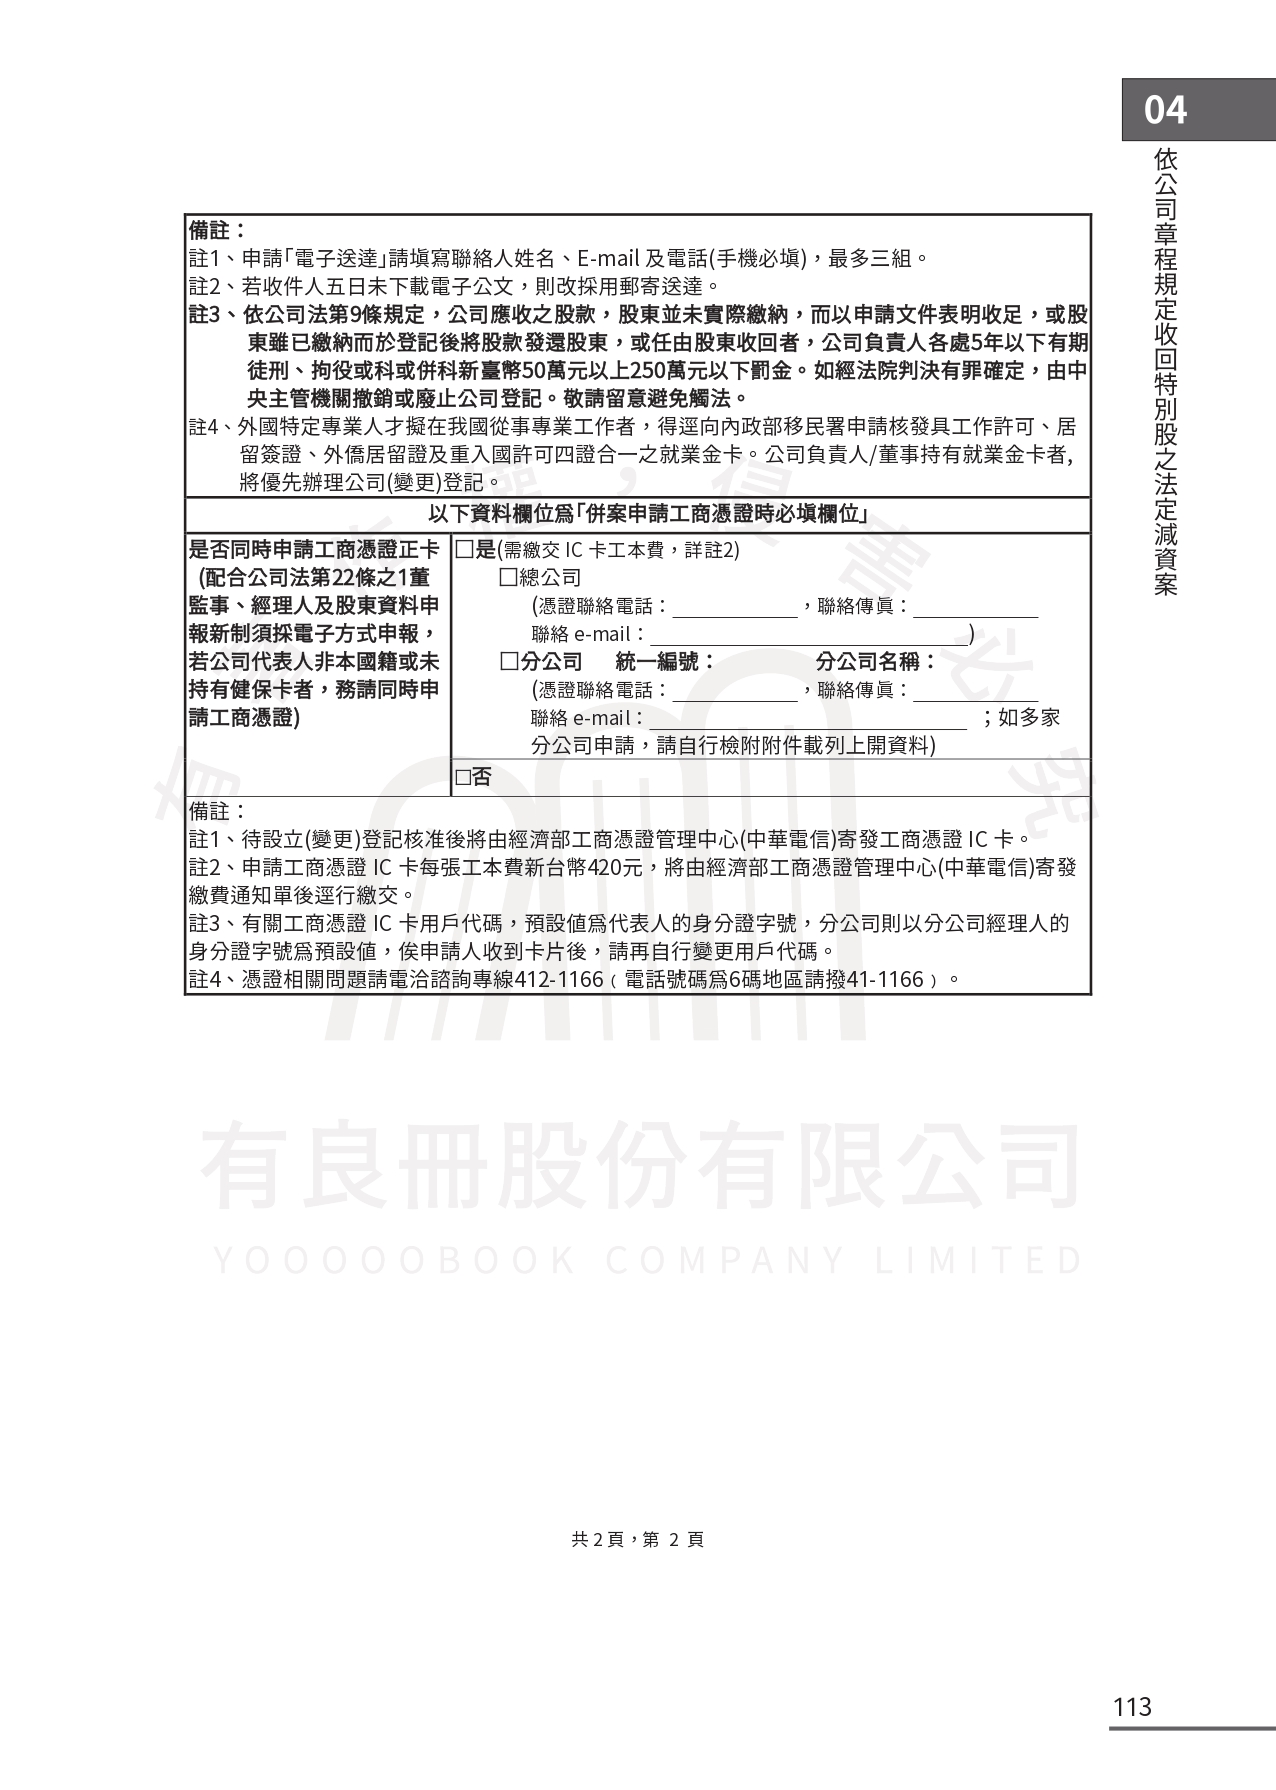 04
依公司章程規定收回特別股之法定減資案
備註：
註1、申請｢電子送達｣請填寫聯絡人姓名、E-mail 及電話(手機必填)，最多三組。
註2、若收件人五日未下載電子公文，則改採用郵寄送達。
註3、依公司法第9條規定，公司應收之股款，股東並未實際繳納，而以申請文件表明收足，或股
東雖已繳納而於登記後將股款發還股東，或任由股東收回者，公司負責人各處5年以下有期
徒刑、拘役或科或併科新臺幣50萬元以上250萬元以下罰金。如經法院判決有罪確定，由中
央主管機關撤銷或廢止公司登記。敬請留意避免觸法。
註4、外國特定專業人才擬在我國從事專業工作者，得逕向內政部移民署申請核發具工作許可、居
留簽證、外僑居留證及重入國許可四證合一之就業金卡。公司負責人/董事持有就業金卡者,
將優先辦理公司(變更)登記。
以下資料欄位為｢併案申請工商憑證時必填欄位」
是否同時申請工商憑證正卡
(配合公司法第22條之1董
監事、經理人及股東資料申
報新制須採電子方式申報，
若公司代表人非本國籍或未
持有健保卡者，務請同時申
請工商憑證)
□是(需繳交 IC 卡工本費，詳註2)
□總公司
(憑證聯絡電話：____________，聯絡傳真：____________
聯絡 e-mail：______________________________)
□分公司 統一編號： 分公司名稱：
(憑證聯絡電話：____________，聯絡傳真：____________
聯絡 e-mail：______________________________ ；如多家
分公司申請，請自行檢附附件載列上開資料)
□否
備註：
註1、待設立(變更)登記核准後將由經濟部工商憑證管理中心(中華電信)寄發工商憑證 IC 卡。
註2、申請工商憑證 IC 卡每張工本費新台幣420元，將由經濟部工商憑證管理中心(中華電信)寄發
繳費通知單後逕行繳交。
註3、有關工商憑證 IC 卡用戶代碼，預設值為代表人的身分證字號，分公司則以分公司經理人的
身分證字號為預設值，俟申請人收到卡片後，請再自行變更用戶代碼。
註4、憑證相關問題請電洽諮詢專線412-1166﹙電話號碼為6碼地區請撥41-1166﹚。
有著作權，侵害必究
有良冊股份有限公司
YOOOOOBOOK COMPANY LIMITED
共 2 頁，第 2 頁
113